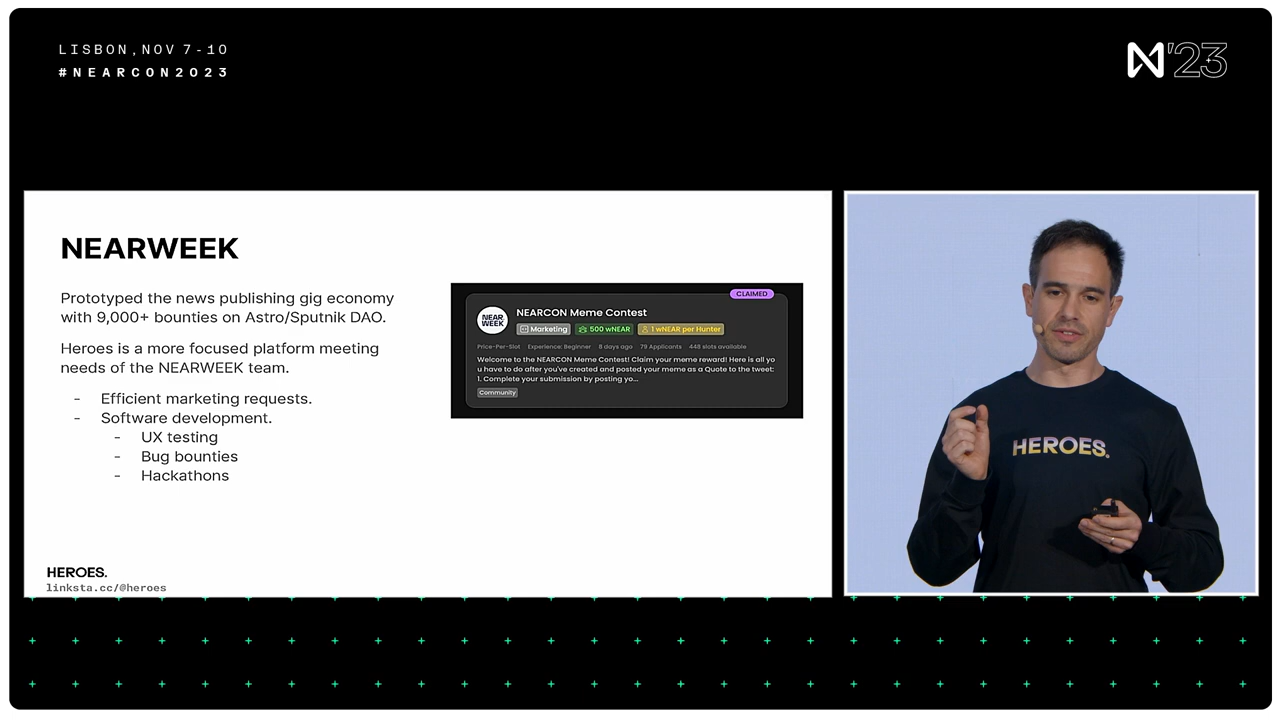 LISBON, NOV 7-10
#NEARCON2023
N'23
NEARWEEK
Prototyped the news publishing gig economy
with 9,000+ bounties on Astro/Sputnik DAO.
Heroes is a more focused platform meeting
needs of the NEARWEEK team.
- Efficient marketing requests.
- Software development.
- UX testing
- Bug bounties
- Hackathons
HEROES.
linksta.cc/@heroes
CLAIMED
NEAR
WEEK
NEARCON Meme Contest
Marketing 500 wNEAR 1 wNEAR per Hunter
Price-Per-Slot Experience: Beginner 8 days ago 79 Applicants 448 slots available
Welcome to the NEARCON Meme Contest! Claim your meme reward! Here is all yo
u have to do after you've created and posted your meme as a Quote to the tweet:
1. Complete your submission by posting yo...
Community
HEROES.